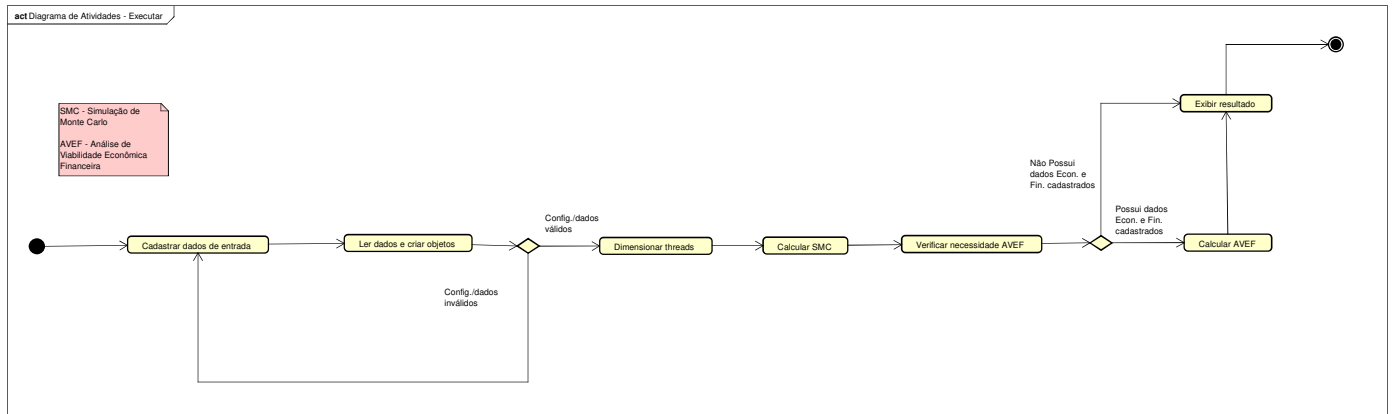 act Diagrama de Atividades - Executar
SMC - Simulação de
Monte Carlo
AVEF - Análise de
Viabilidade Econômica
Financeira
Cadastrar dados de entrada
Ler dados e criar objetos
Config./dados
válidos
Config./dados
inválidos
Dimensionar threads
Calcular SMC
Verificar necessidade AVEF
Não Possui
dados Econ. e
Fin. cadastrados
Possui dados
Econ. e Fin.
cadastrados
Calcular AVEF
Exibir resultado